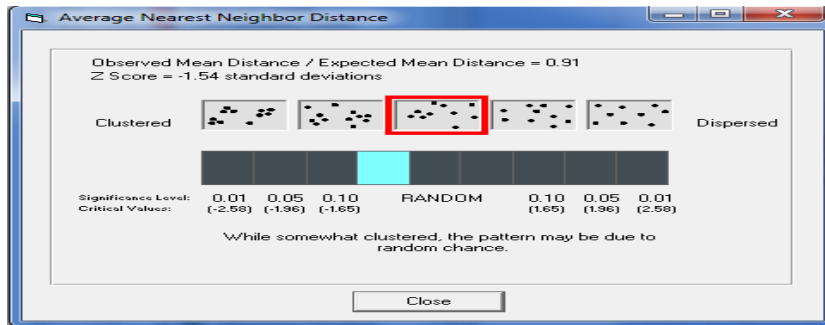 Average Nearest Neighbor Distance
Observed Mean Distance / Expected Mean Distance = 0.91
Z Score = -1.54 standard deviations
Clustered
Dispersed
Significance Level: 0.01 0.05 0.10 RANDOM 0.10 0.05 0.01
Critical Values: (-2.58) (-1.96) (-1.65) (1.65) (1.96) (2.58)
While somewhat clustered, the pattern may be due to
random chance.
Close